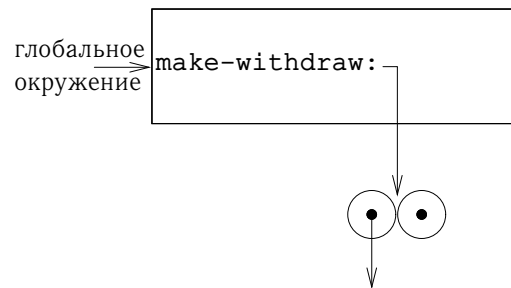 глобальное
окружение
make-withdraw: